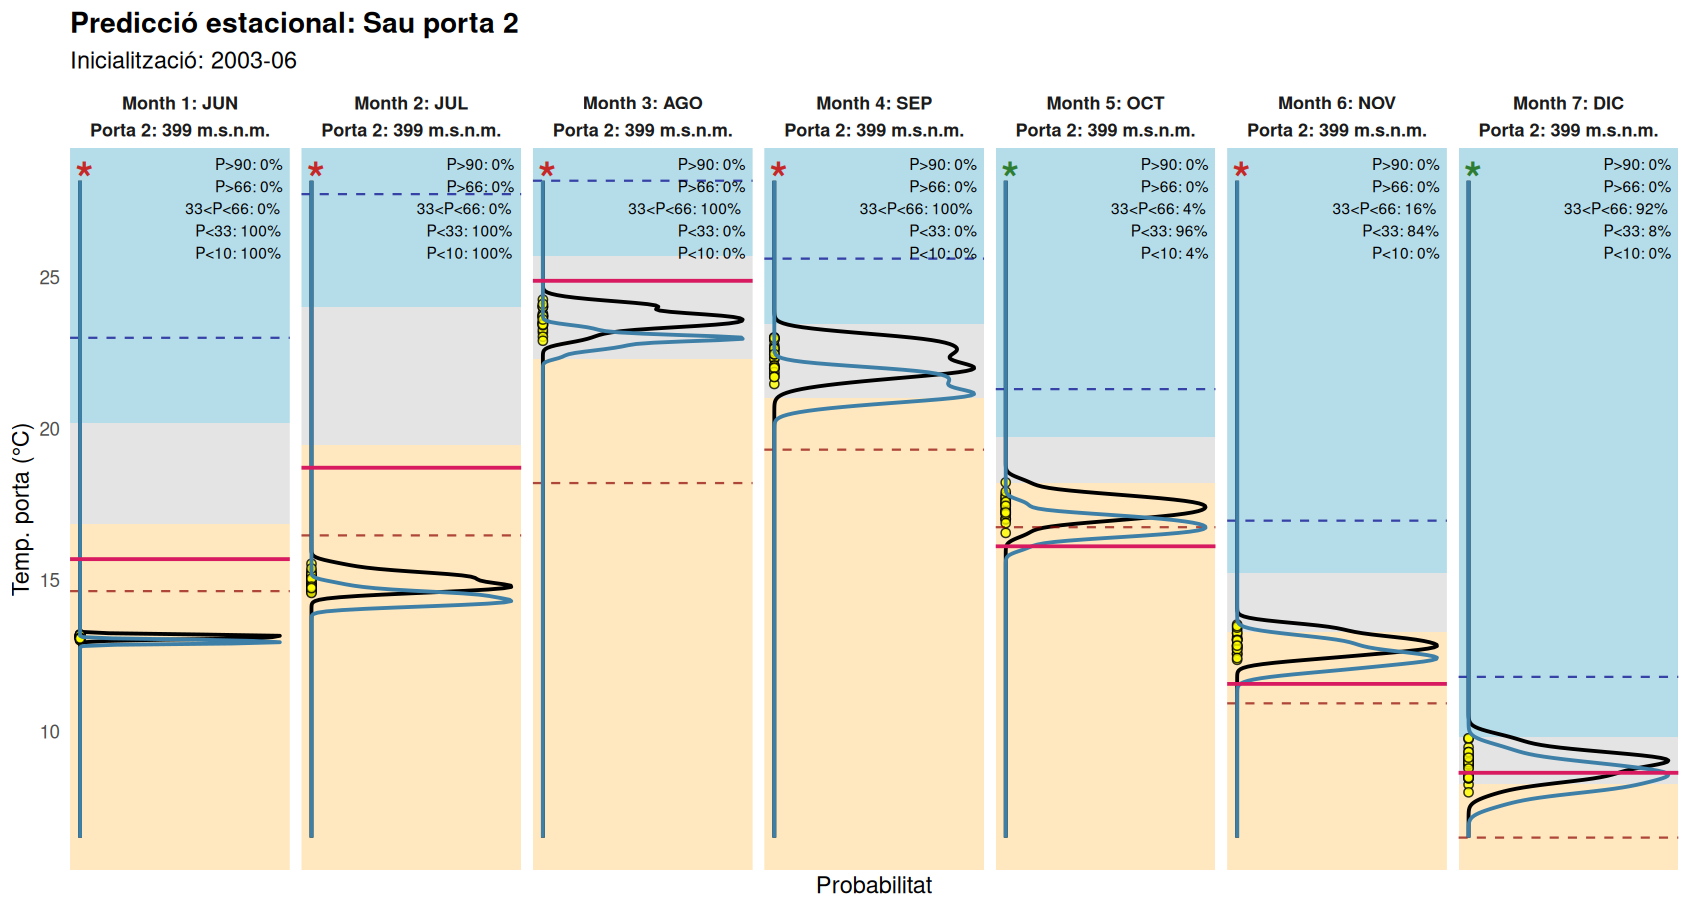 Predicció estacional: Sau porta 2
Inicialització: 2003-06
Month 1: JUN
Porta 2: 399 m.s.n.m.
Month 2: JUL
Porta 2: 399 m.s.n.m.
Month 3: AGO
Porta 2: 399 m.s.n.m.
Month 4: SEP
Porta 2: 399 m.s.n.m.
Month 5: OCT
Porta 2: 399 m.s.n.m.
Month 6: NOV
Porta 2: 399 m.s.n.m.
Month 7: DIC
Porta 2: 399 m.s.n.m.
*
P>90: 0%
P>66: 0%
33<P<66: 0%
P<33: 100%
P<10: 100%
*
P>90: 0%
P>66: 0%
33<P<66: 0%
P<33: 100%
P<10: 100%
*
P>90: 0%
P>66: 0%
33<P<66: 100%
P<33: 0%
P<10: 0%
*
P>90: 0%
P>66: 0%
33<P<66: 100%
P<33: 0%
P<10: 0%
*
P>90: 0%
P>66: 0%
33<P<66: 4%
P<33: 96%
P<10: 4%
*
P>90: 0%
P>66: 0%
33<P<66: 16%
P<33: 84%
P<10: 0%
*
P>90: 0%
P>66: 0%
33<P<66: 92%
P<33: 8%
P<10: 0%
Temp. porta (°C)
25
20
15
10
Probabilitat